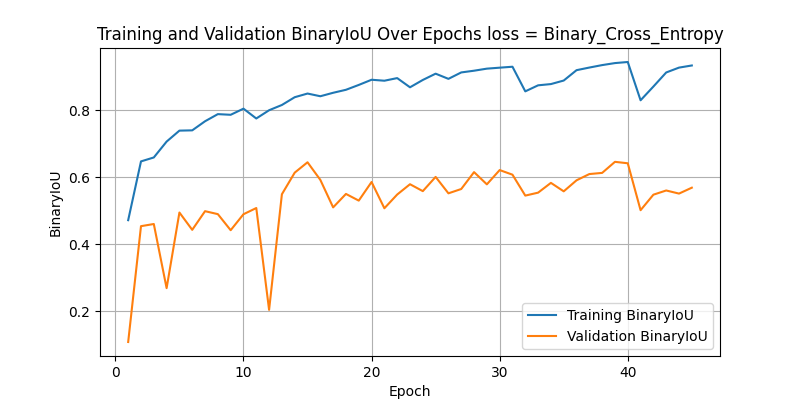 Training and Validation BinaryIoU Over Epochs loss = Binary_Cross_Entropy
BinaryIoU
0.8
0.6
0.4
0.2
0 10 20 30 40
Epoch
Training BinaryIoU
Validation BinaryIoU